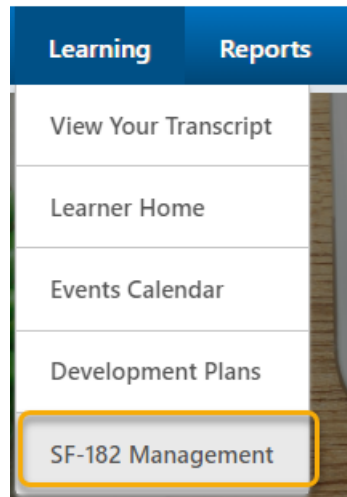 Learning Reports
View Your Transcript
Learner Home
Events Calendar
Development Plans
SF-182 Management